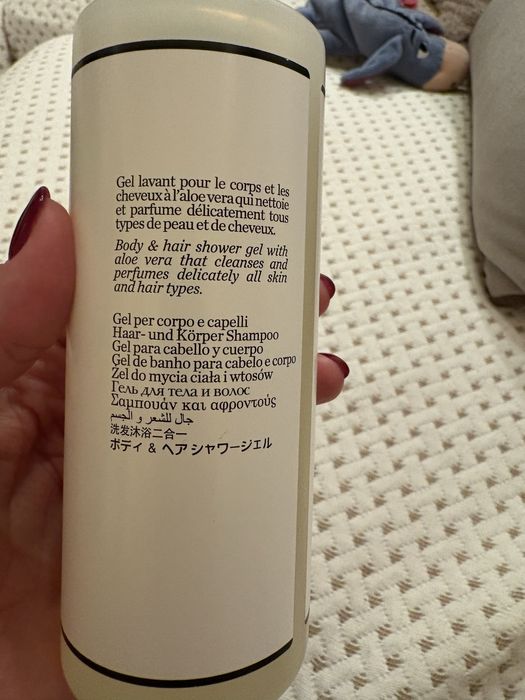 Gel lavant pour le corps et les
cheveux à l'aloe vera qui nettoie
et parfume délicatement tous
types de peau et de cheveux.
Body & hair shower gel with
aloe vera that cleanses and
perfumes delicately all skin
and hair types.
Gel per corpo e capelli
Haar- und Körper Shampoo
Gel para cabello y cuerpo
Gel de banho para cabelo e corpo
Żel do mycia ciała i wtosów
Гель для тела и волос
Σαμπουάν και αφροντούς
جال للشعر و الجسم
洗发沐浴二合一
ボディ & ヘアシャワージェル